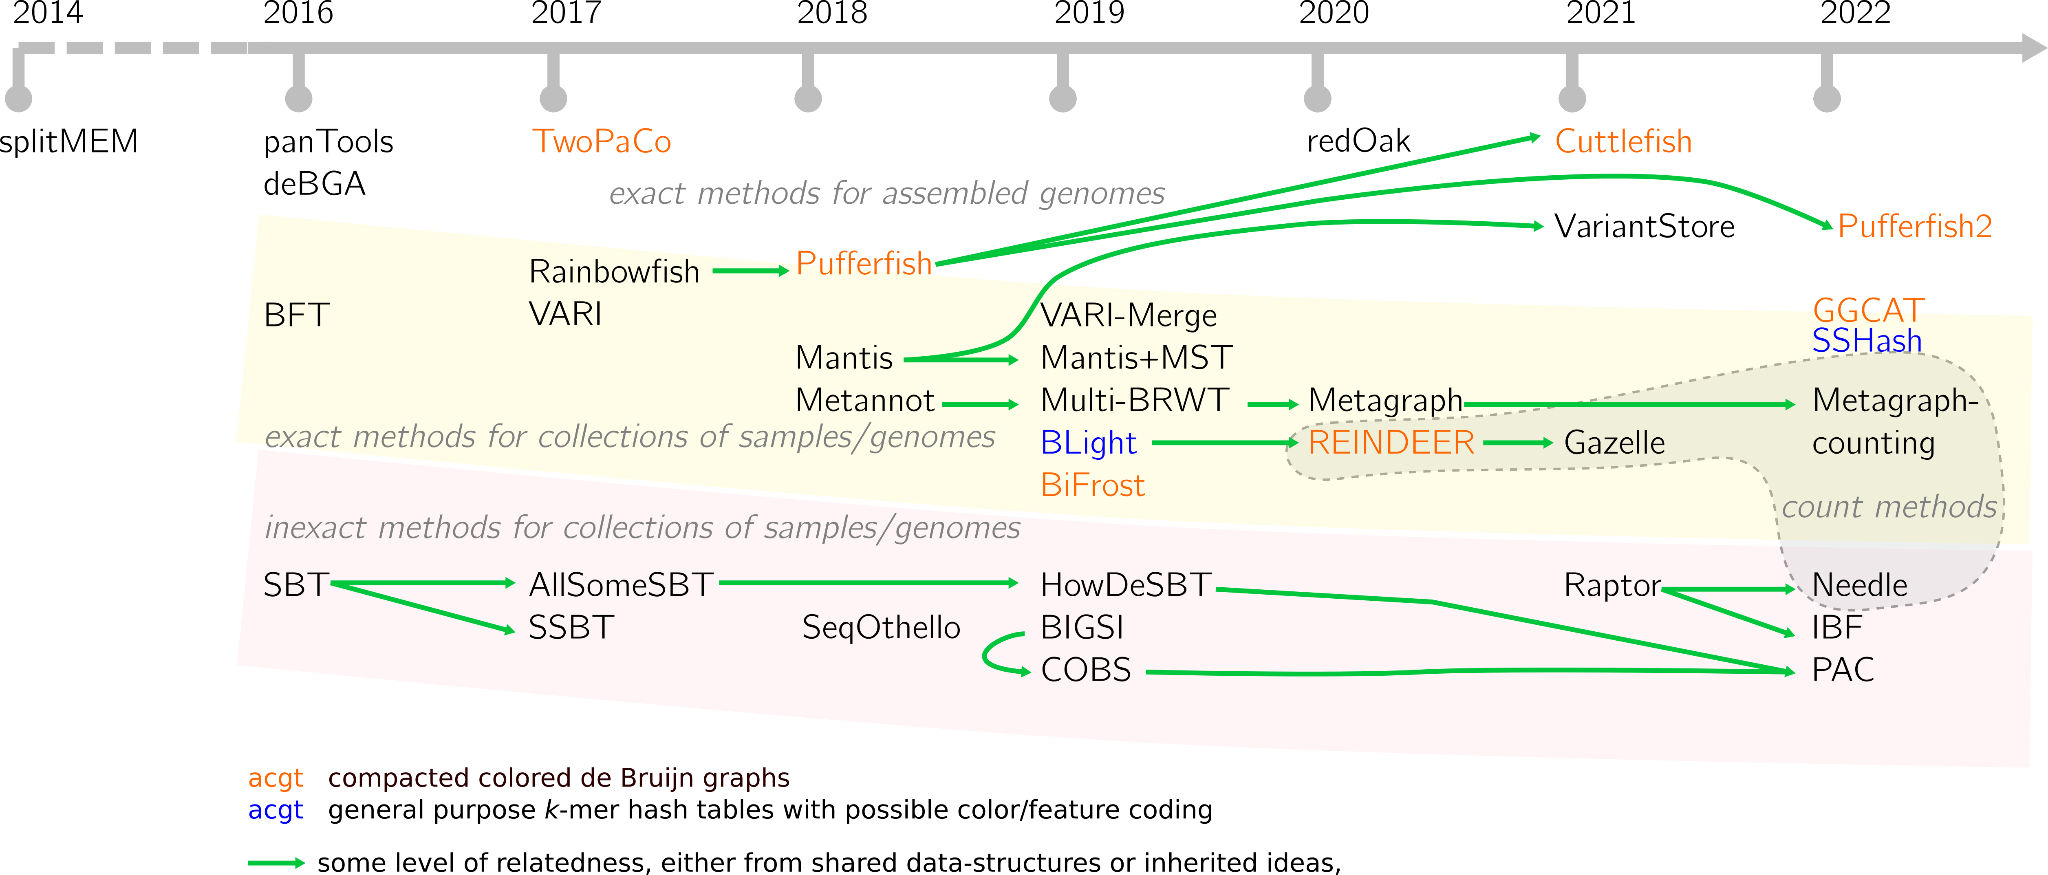 2014 2016 2017 2018 2019 2020 2021 2022
splitMEM panTools TwoPaCo redOak Cuttlefish
deBGA
exact methods for assembled genomes
VariantStore Pufferfish2
Rainbowfish Pufferfish
BFT VARI VARI-Merge GGCAT
SSHash
Mantis Mantis+MST
Metannot Multi-BRWT Metagraph Metagraph-
exact methods for collections of samples/genomes BLight REINDEER Gazelle counting
BiFrost
count methods
inexact methods for collections of samples/genomes
SBT AllSomeSBT HowDeSBT Raptor Needle
SSBT SeqOthello BIGSI IBF
COBS PAC
acgt compacted colored de Bruijn graphs
acgt general purpose k-mer hash tables with possible color/feature coding
some level of relatedness, either from shared data-structures or inherited ideas,